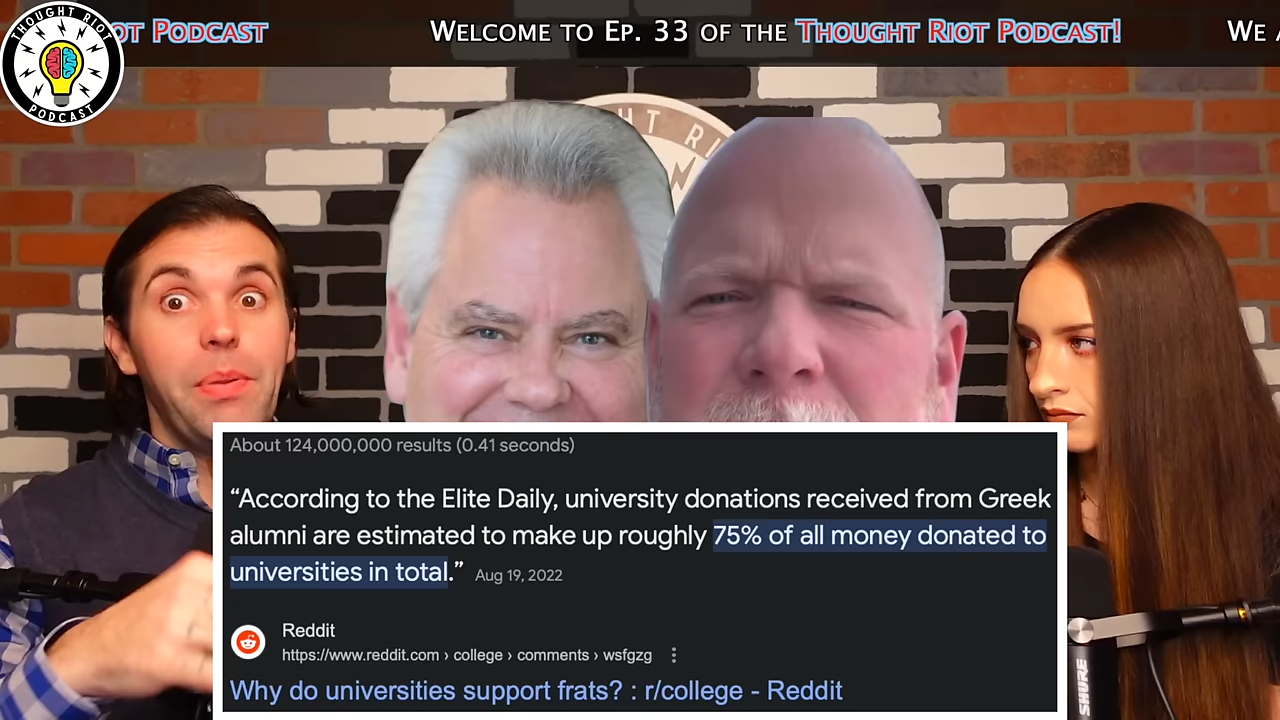 THOUGHT RIOT
PODCAST
OT PODCAST
WELCOME TO EP. 33 OF THE THOUGHT RIOT PODCAST!
WE
HT RI
About 124,000,000 results (0.41 seconds)
“According to the Elite Daily, university donations received from Greek
alumni are estimated to make up roughly 75% of all money donated to
universities in total.” Aug 19, 2022
Reddit
https://www.reddit.com › college › comments › wsfgzg
Why do universities support frats? : r/college - Reddit
SHURE